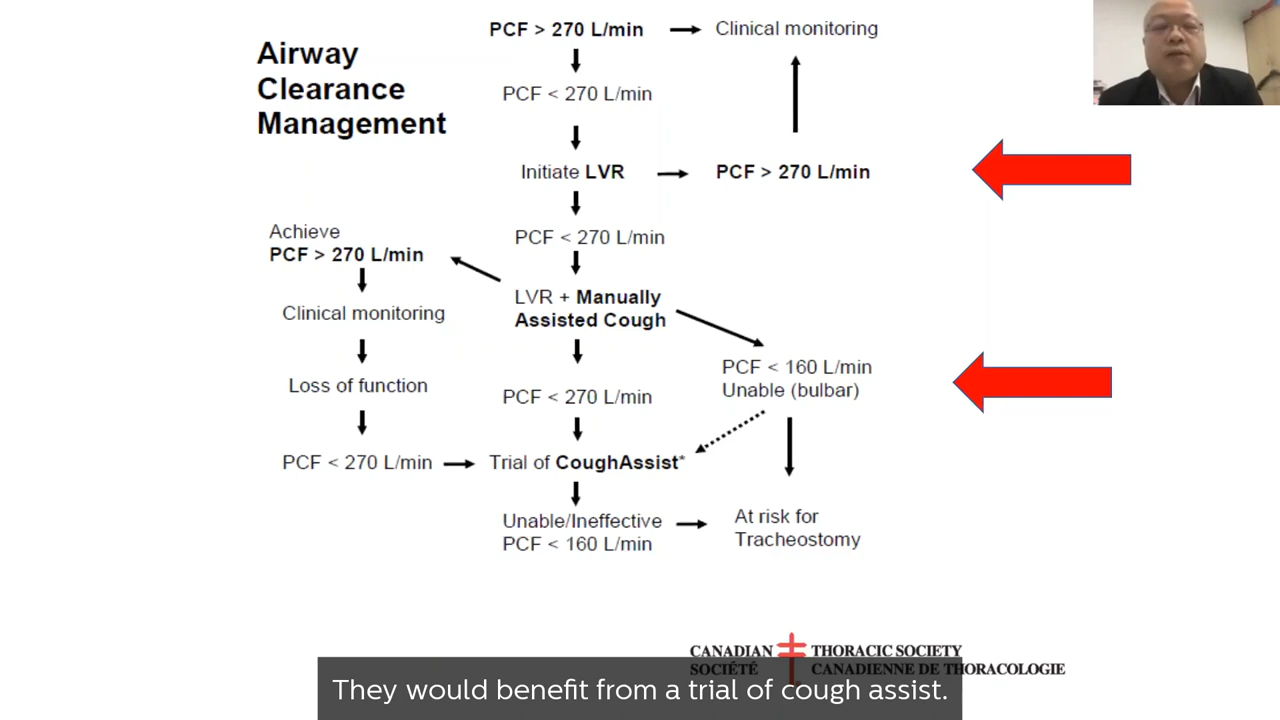 Airway
Clearance
Management
PCF > 270 L/min
Clinical monitoring
PCF < 270 L/min
Initiate LVR
PCF > 270 L/min
PCF < 270 L/min
Achieve
PCF > 270 L/min
LVR + Manually
Assisted Cough
Clinical monitoring
PCF < 160 L/min
Unable (bulbar)
Loss of function
PCF < 270 L/min
PCF < 270 L/min
Trial of CoughAssist*
Unable/Ineffective
PCF < 160 L/min
At risk for
Tracheostomy
CANADIAN THORACIC SOCIETY
SOCIÉTÉ CANADIENNE DE THORACOLOGIE
They would benefit from a trial of cough assist.